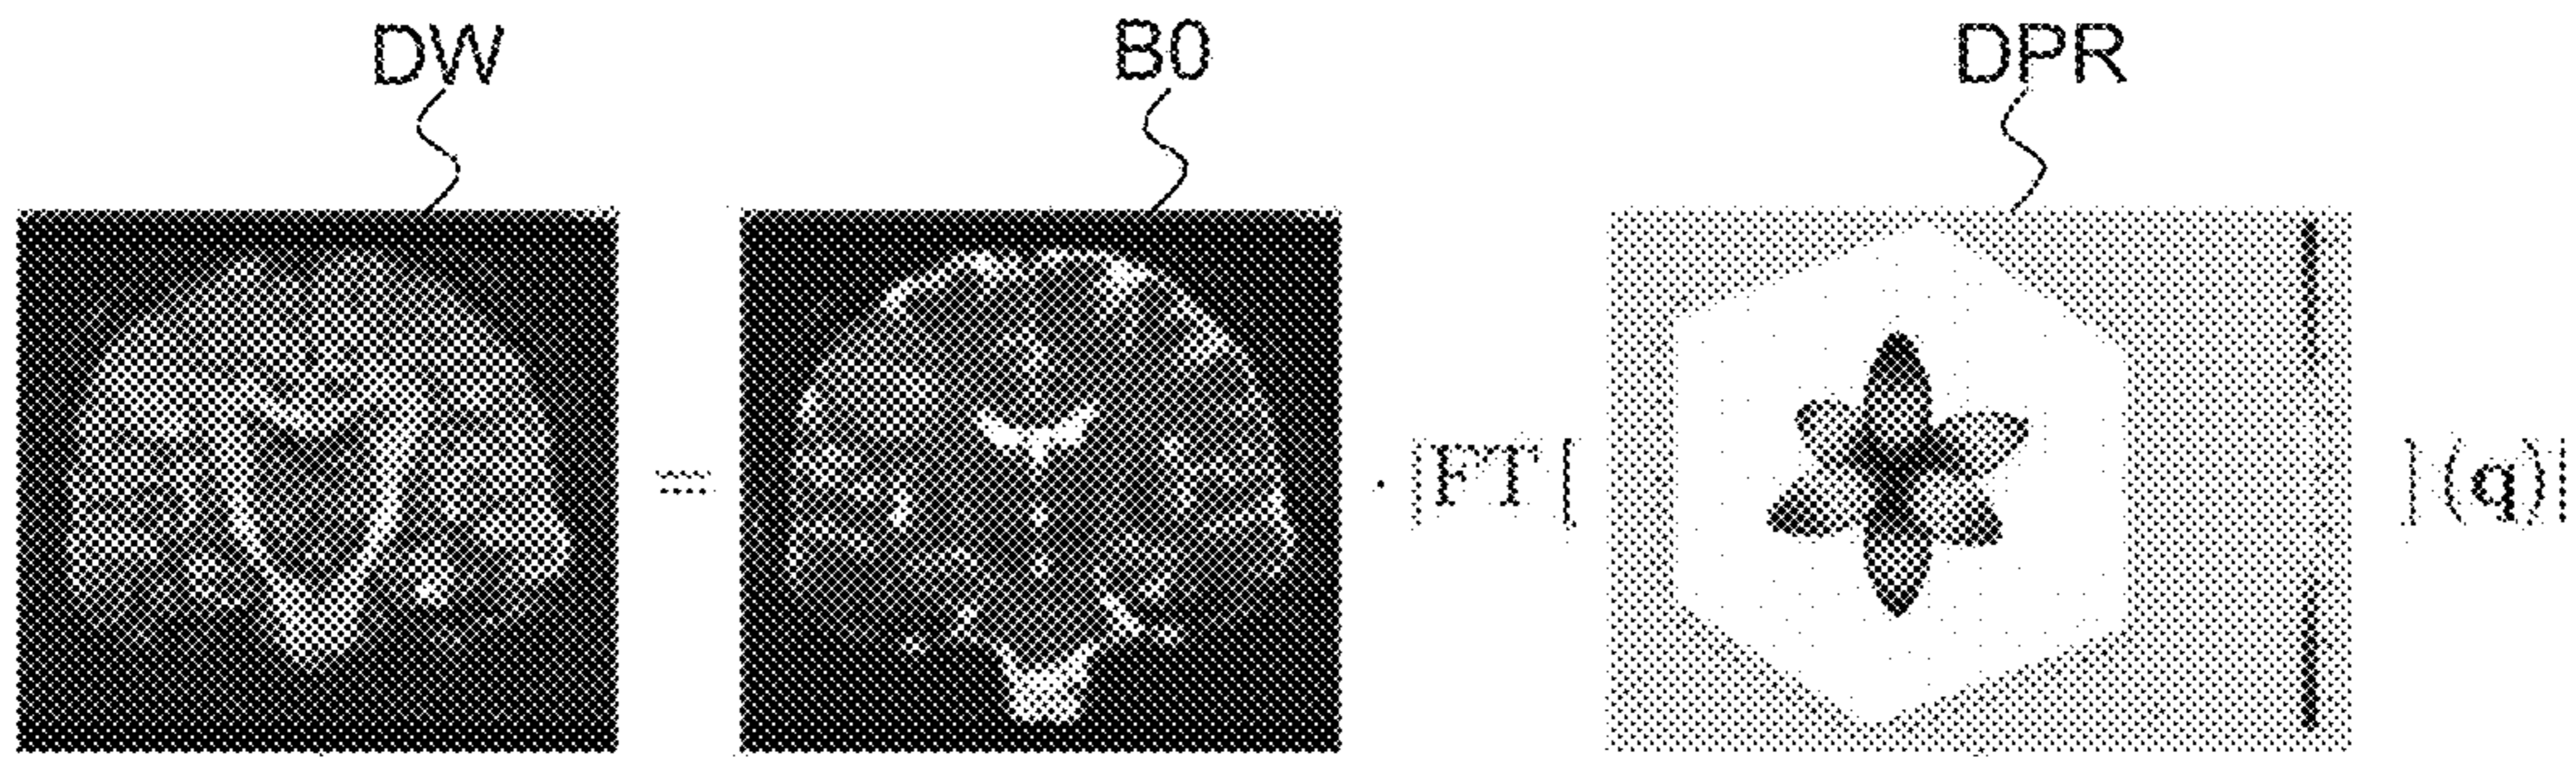 DW B0 DPR
= · |FT[ ](q)|